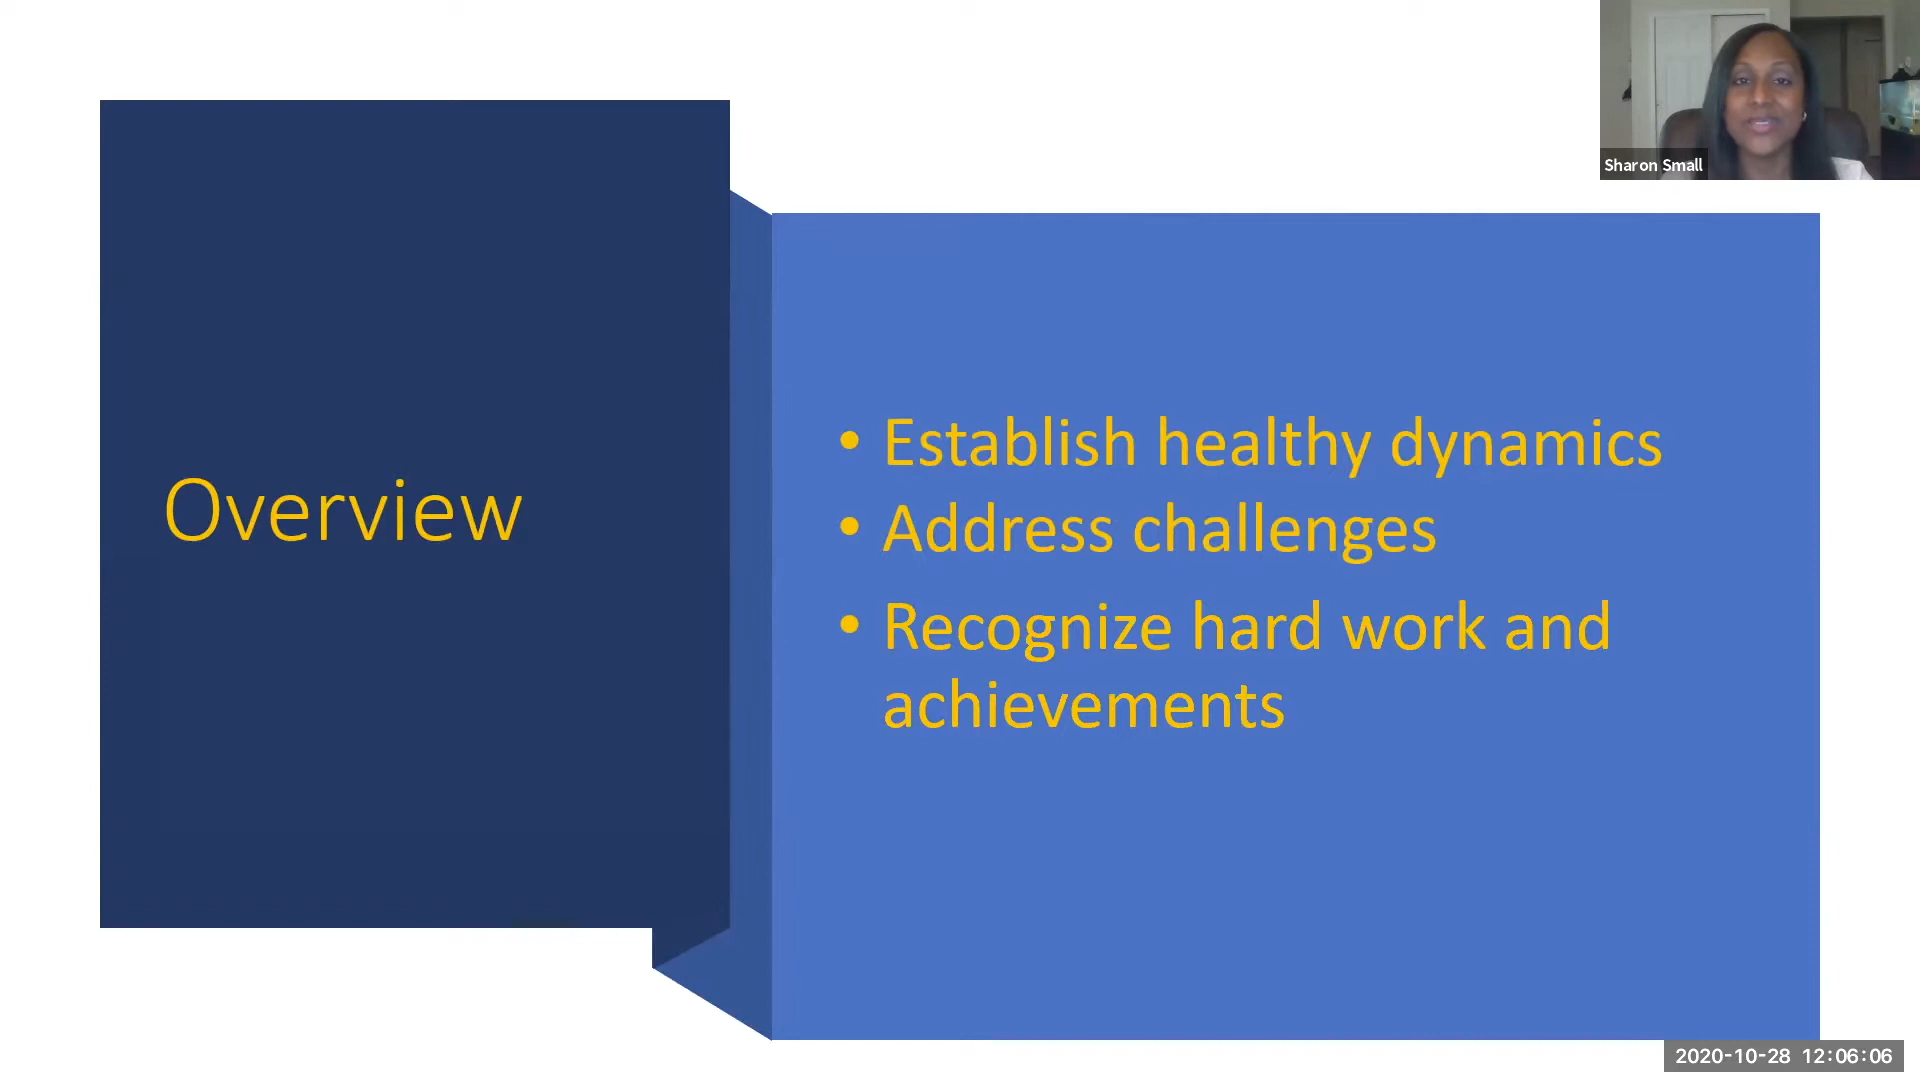 Sharon Small
Overview
• Establish healthy dynamics
• Address challenges
• Recognize hard work and
achievements
2020-10-28 12:06:06